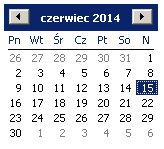 czerwiec 2014
Pn Wt Śr Cz Pt So N
26 27 28 29 30 31 1
2 3 4 5 6 7 8
9 10 11 12 13 14 15
16 17 18 19 20 21 22
23 24 25 26 27 28 29
30 1 2 3 4 5 6